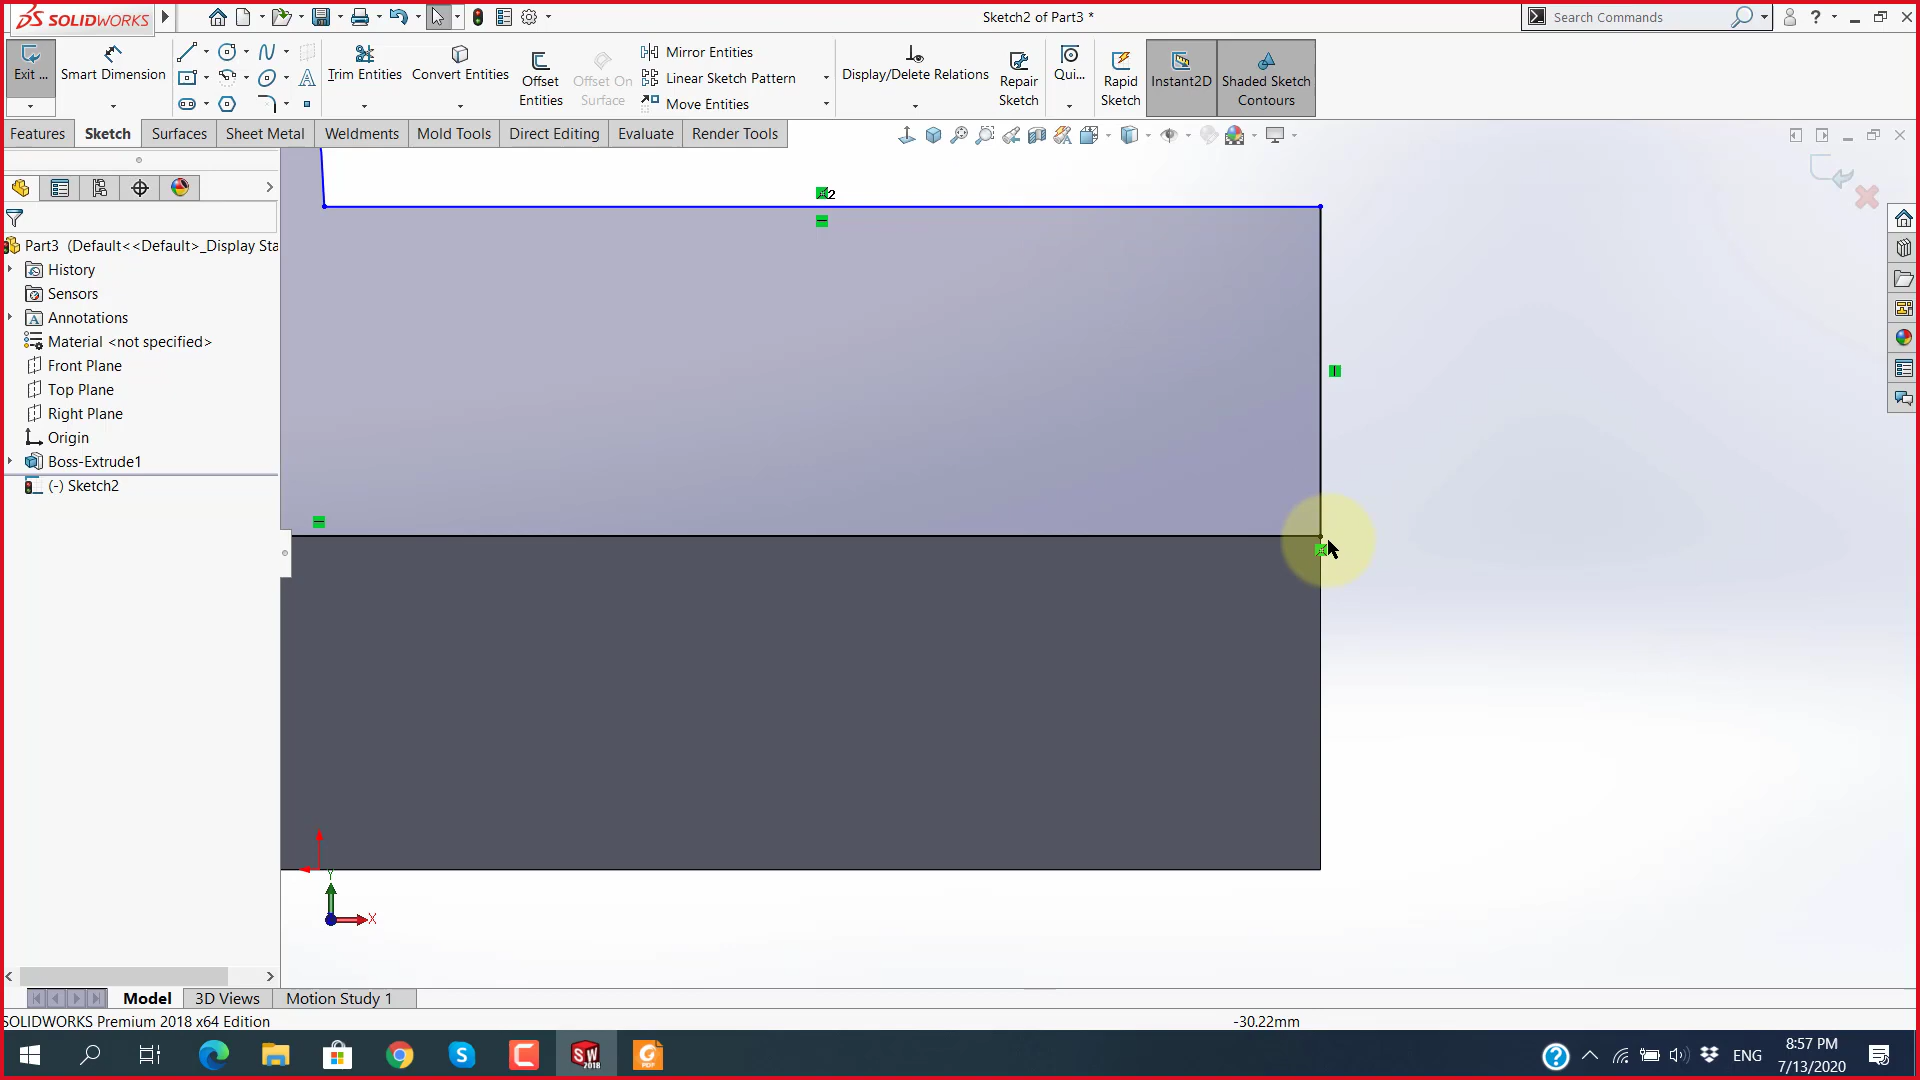 SOLIDWORKS
Sketch2 of Part3 *
Search Commands
?
Exit ...
Smart Dimension
Trim Entities
Convert Entities
Offset Entities
Offset On Surface
Mirror Entities
Linear Sketch Pattern
Move Entities
Display/Delete Relations
Repair Sketch
Qui...
Rapid Sketch
Instant2D
Shaded Sketch Contours
Features
Sketch
Surfaces
Sheet Metal
Weldments
Mold Tools
Direct Editing
Evaluate
Render Tools
Part3 (Default<<Default>_Display Sta
History
Sensors
Annotations
Material <not specified>
Front Plane
Top Plane
Right Plane
Origin
Boss-Extrude1
(-) Sketch2
2
Y
X
Model
3D Views
Motion Study 1
SOLIDWORKS Premium 2018 x64 Edition
-30.22mm
SW
2018
PDF
ENG
8:57 PM
7/13/2020